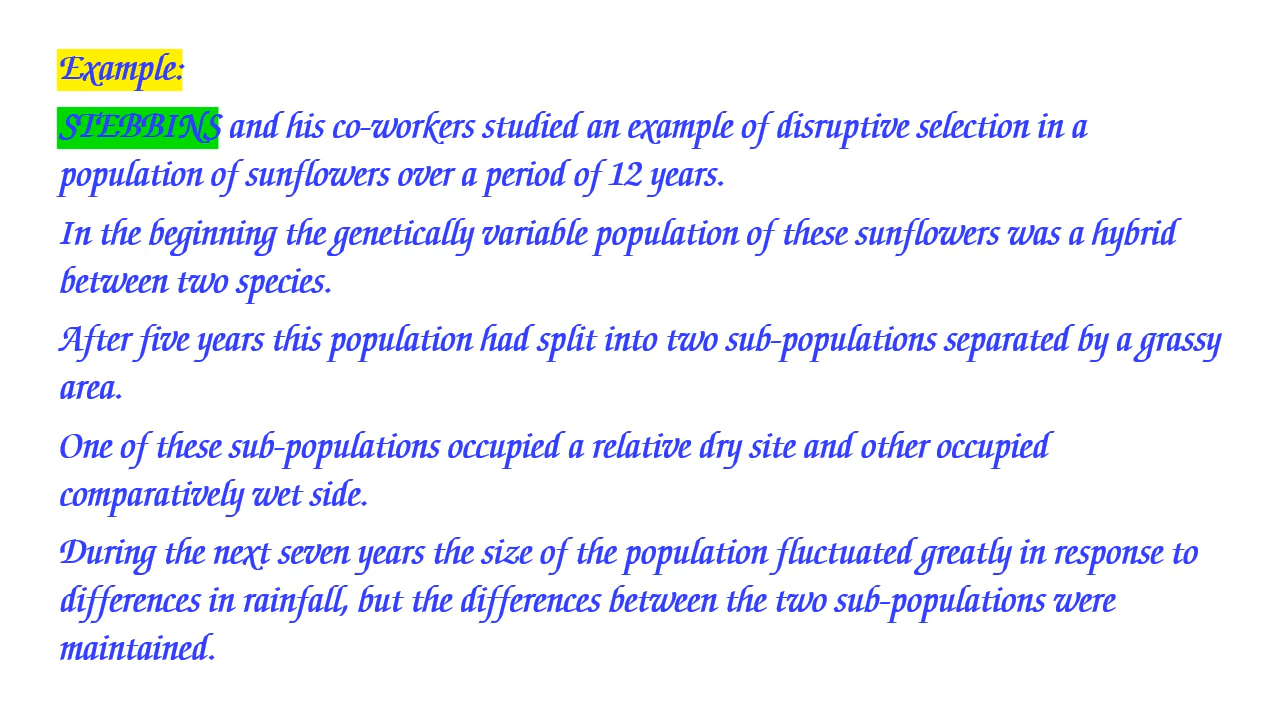 Example:
STEBBINS and his co-workers studied an example of disruptive selection in a
population of sunflowers over a period of 12 years.
In the beginning the genetically variable population of these sunflowers was a hybrid
between two species.
After five years this population had split into two sub-populations separated by a grassy
area.
One of these sub-populations occupied a relative dry site and other occupied
comparatively wet side.
During the next seven years the size of the population fluctuated greatly in response to
differences in rainfall, but the differences between the two sub-populations were
maintained.